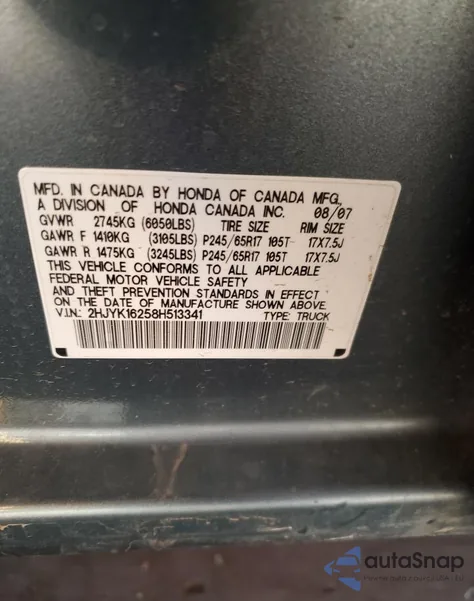 MFD. IN CANADA BY HONDA OF CANADA MFG.,
A DIVISION OF HONDA CANADA INC. 08/07
GVWR 2745KG (6050LBS) TIRE SIZE RIM SIZE
GAWR F 1410KG (3105LBS) P245/65R17 105T 17X7.5J
GAWR R 1475KG (3245LBS) P245/65R17 105T 17X7.5J
THIS VEHICLE CONFORMS TO ALL APPLICABLE
FEDERAL MOTOR VEHICLE SAFETY
AND THEFT PREVENTION STANDARDS IN EFFECT
ON THE DATE OF MANUFACTURE SHOWN ABOVE.
V.I.N.: 2HJYK16258H513341 TYPE: TRUCK
autaSnap